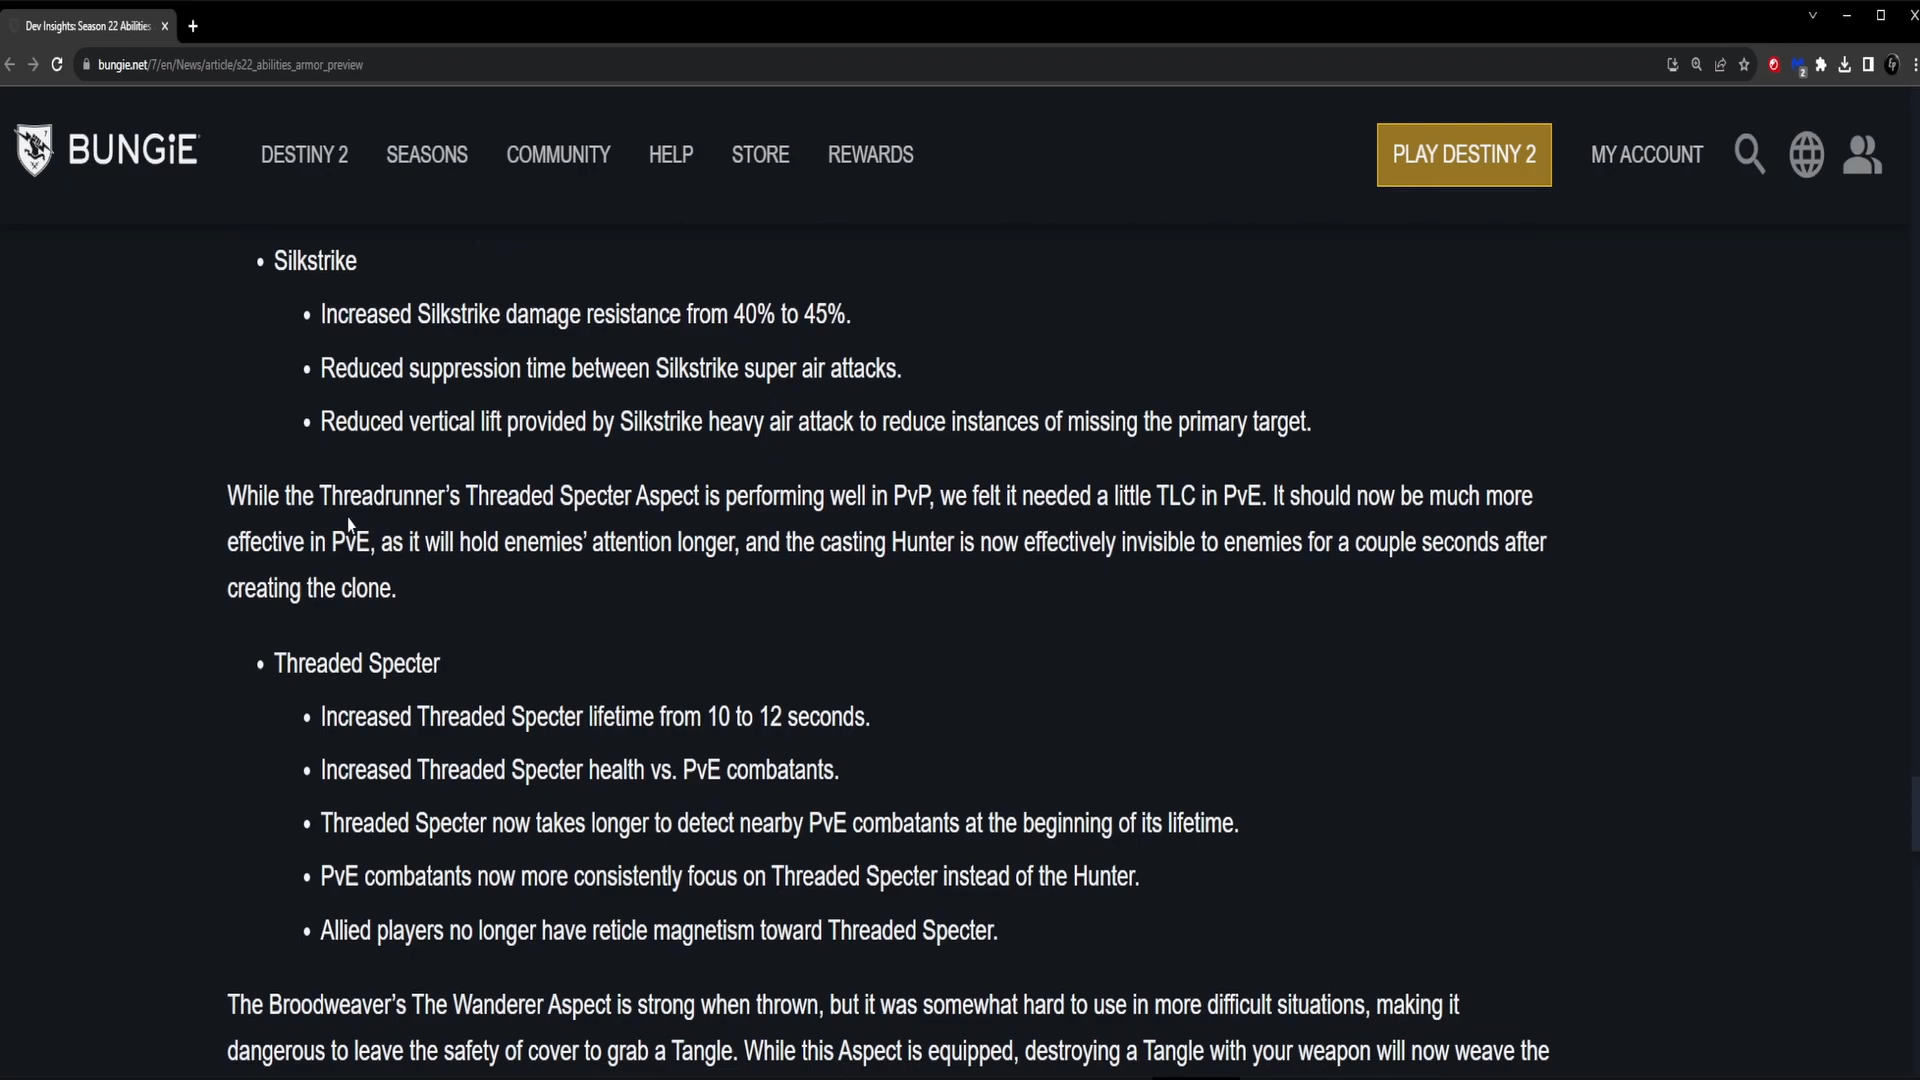 Dev Insights: Season 22 Abilities
bungie.net/7/en/News/article/s22_abilities_armor_preview
2
7
BUNGiE
DESTINY 2
SEASONS
COMMUNITY
HELP
STORE
REWARDS
PLAY DESTINY 2
MY ACCOUNT
• Silkstrike
• Increased Silkstrike damage resistance from 40% to 45%.
• Reduced suppression time between Silkstrike super air attacks.
• Reduced vertical lift provided by Silkstrike heavy air attack to reduce instances of missing the primary target.
While the Threadrunner’s Threaded Specter Aspect is performing well in PvP, we felt it needed a little TLC in PvE. It should now be much more
effective in PvE, as it will hold enemies’ attention longer, and the casting Hunter is now effectively invisible to enemies for a couple seconds after
creating the clone.
• Threaded Specter
• Increased Threaded Specter lifetime from 10 to 12 seconds.
• Increased Threaded Specter health vs. PvE combatants.
• Threaded Specter now takes longer to detect nearby PvE combatants at the beginning of its lifetime.
• PvE combatants now more consistently focus on Threaded Specter instead of the Hunter.
• Allied players no longer have reticle magnetism toward Threaded Specter.
The Broodweaver’s The Wanderer Aspect is strong when thrown, but it was somewhat hard to use in more difficult situations, making it
dangerous to leave the safety of cover to grab a Tangle. While this Aspect is equipped, destroying a Tangle with your weapon will now weave the